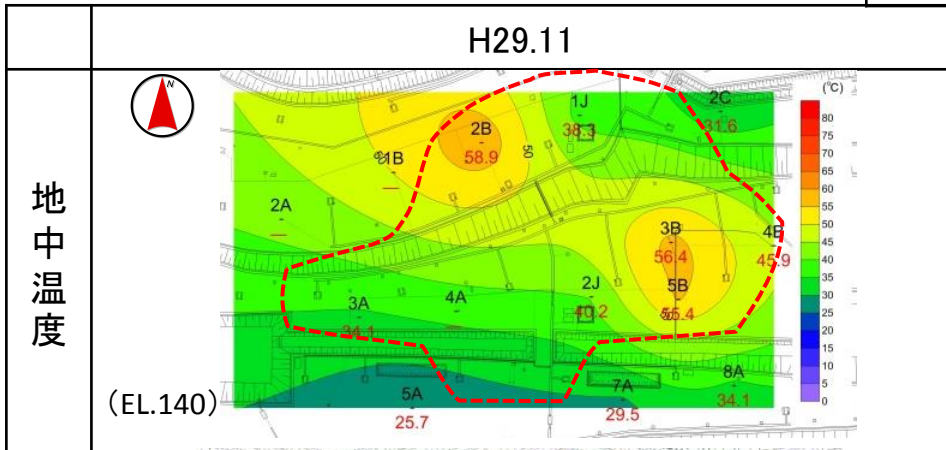 H29.11
地中温度
(EL.140)
N
(℃)
80
75
70
65
60
55
50
45
40
35
30
25
20
15
10
5
0
1J
38.3
2C
31.6
2B
58.9
50
1B
—
2A
—
3B
56.4
4B
45.9
5B
55.4
2J
40.2
3A
34.1
4A
—
5A
25.7
7A
29.5
8A
34.1